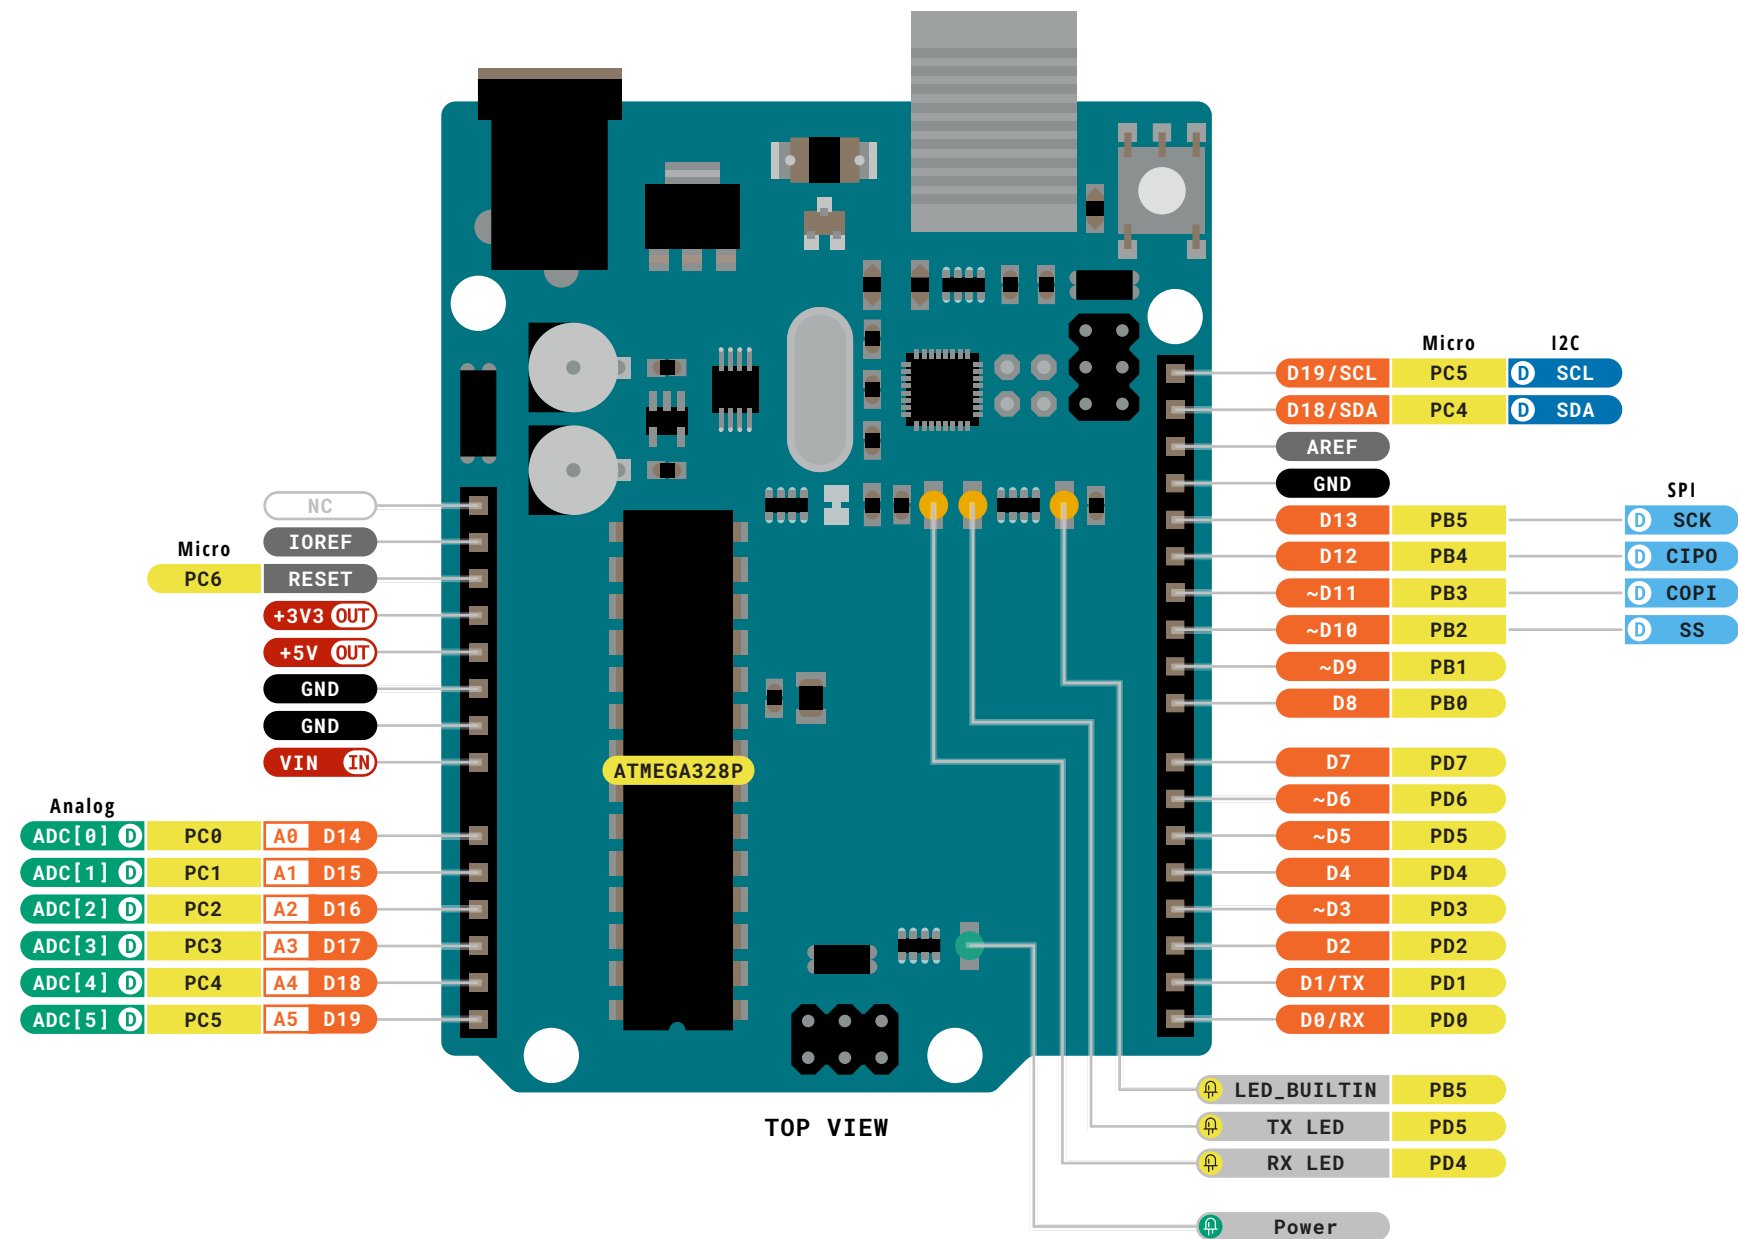 Micro I2C
D19/SCL PC5 D SCL
D18/SDA PC4 D SDA
AREF
GND
SPI
D13 PB5 D SCK
D12 PB4 D CIPO
~D11 PB3 D COPI
~D10 PB2 D SS
~D9 PB1
D8 PB0
D7 PD7
~D6 PD6
~D5 PD5
D4 PD4
~D3 PD3
D2 PD2
D1/TX PD1
D0/RX PD0
NC
IOREF
Micro
PC6 RESET
+3V3 OUT
+5V OUT
GND
GND
VIN IN
Analog
ADC[0] D PC0 A0 D14
ADC[1] D PC1 A1 D15
ADC[2] D PC2 A2 D16
ADC[3] D PC3 A3 D17
ADC[4] D PC4 A4 D18
ADC[5] D PC5 A5 D19
ATMEGA328P
LED_BUILTIN PB5
TX LED PD5
RX LED PD4
Power
TOP VIEW